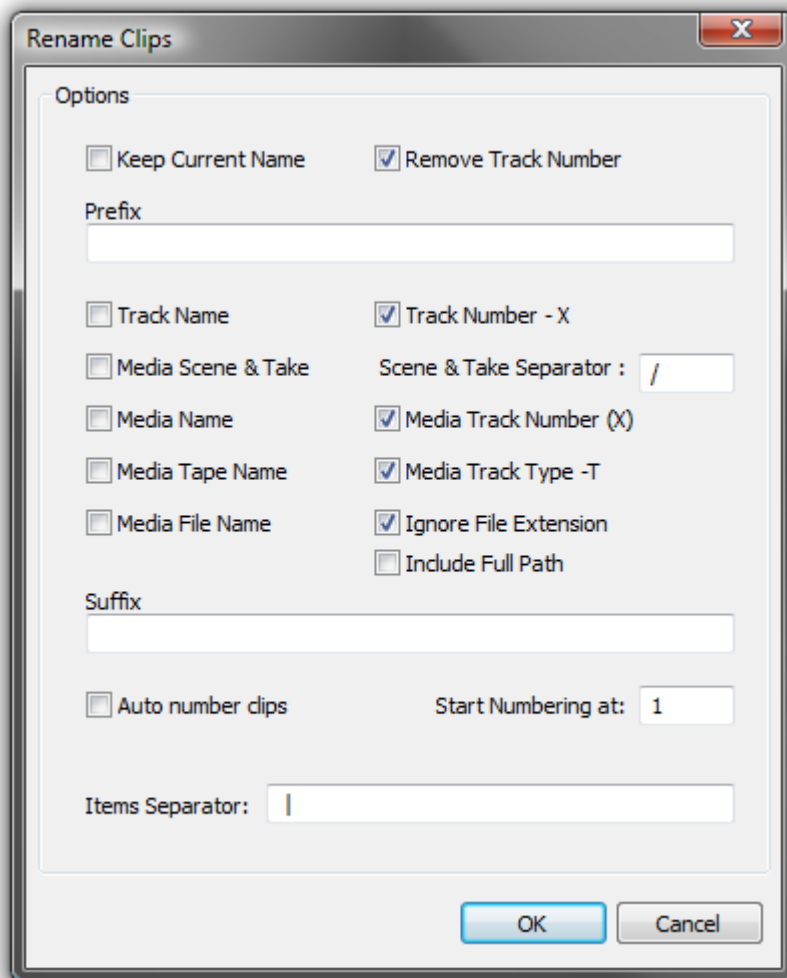 Rename Clips
Options
Keep Current Name Remove Track Number
Prefix
Track Name Track Number - X
Media Scene & Take Scene & Take Separator : /
Media Name Media Track Number (X)
Media Tape Name Media Track Type -T
Media File Name Ignore File Extension
Include Full Path
Suffix
Auto number clips Start Numbering at: 1
Items Separator: |
OK Cancel